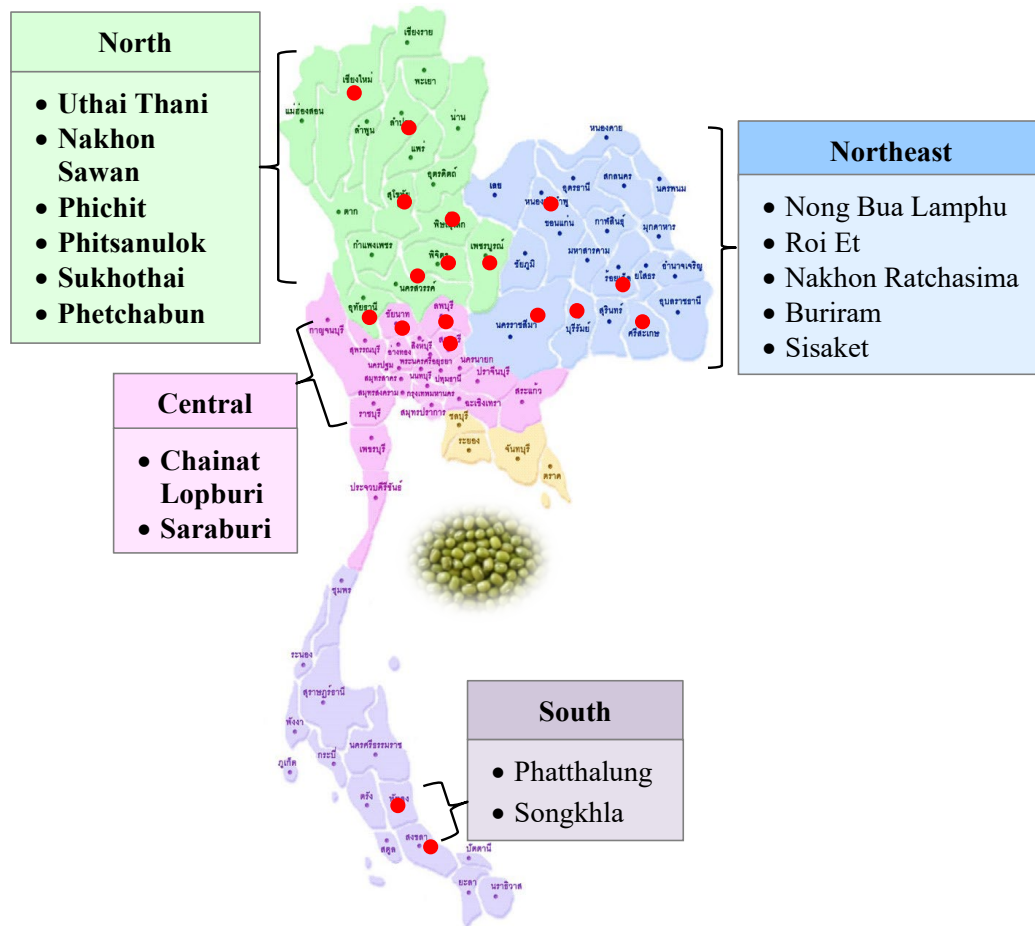 North
• Uthai Thani
• Nakhon
Sawan
• Phichit
• Phitsanulok
• Sukhothai
• Phetchabun
Northeast
• Nong Bua Lamphu
• Roi Et
• Nakhon Ratchasima
• Buriram
• Sisaket
Central
• Chainat
Lopburi
• Saraburi
South
• Phatthalung
• Songkhla
เชียงราย
เชียงใหม่
พะเยา
แม่ฮ่องสอน
ลำพูน
น่าน
แพร่
อุตรดิตถ์
ตาก
กำแพงเพชร
พิจิตร
เพชรบูรณ์
นครสวรรค์
อุทัยธานี
หนองคาย
เลย
อุดรธานี
สกลนคร
นครพนม
ขอนแก่น
กาฬสินธุ์
มุกดาหาร
มหาสารคาม
ชัยภูมิ
ยโสธร
อำนาจเจริญ
อุบลราชธานี
นครราชสีมา
บุรีรัมย์
สุรินทร์
ศรีสะเกษ
กาญจนบุรี
ชัยนาท
ลพบุรี
สุพรรณบุรี
อ่างทอง
สิงห์บุรี
พระนครศรีอยุธยา
นครนายก
นครปฐม
นนทบุรี
ปทุมธานี
ปราจีนบุรี
สมุทรสาคร
สมุทรสงคราม
กรุงเทพมหานคร
ฉะเชิงเทรา
สระแก้ว
ราชบุรี
สมุทรปราการ
ชลบุรี
เพชรบุรี
ระยอง
จันทบุรี
ตราด
ประจวบคีรีขันธ์
ชุมพร
ระนอง
สุราษฎร์ธานี
พังงา
นครศรีธรรมราช
กระบี่
ภูเก็ต
ตรัง
สงขลา
สตูล
ปัตตานี
ยะลา
นราธิวาส